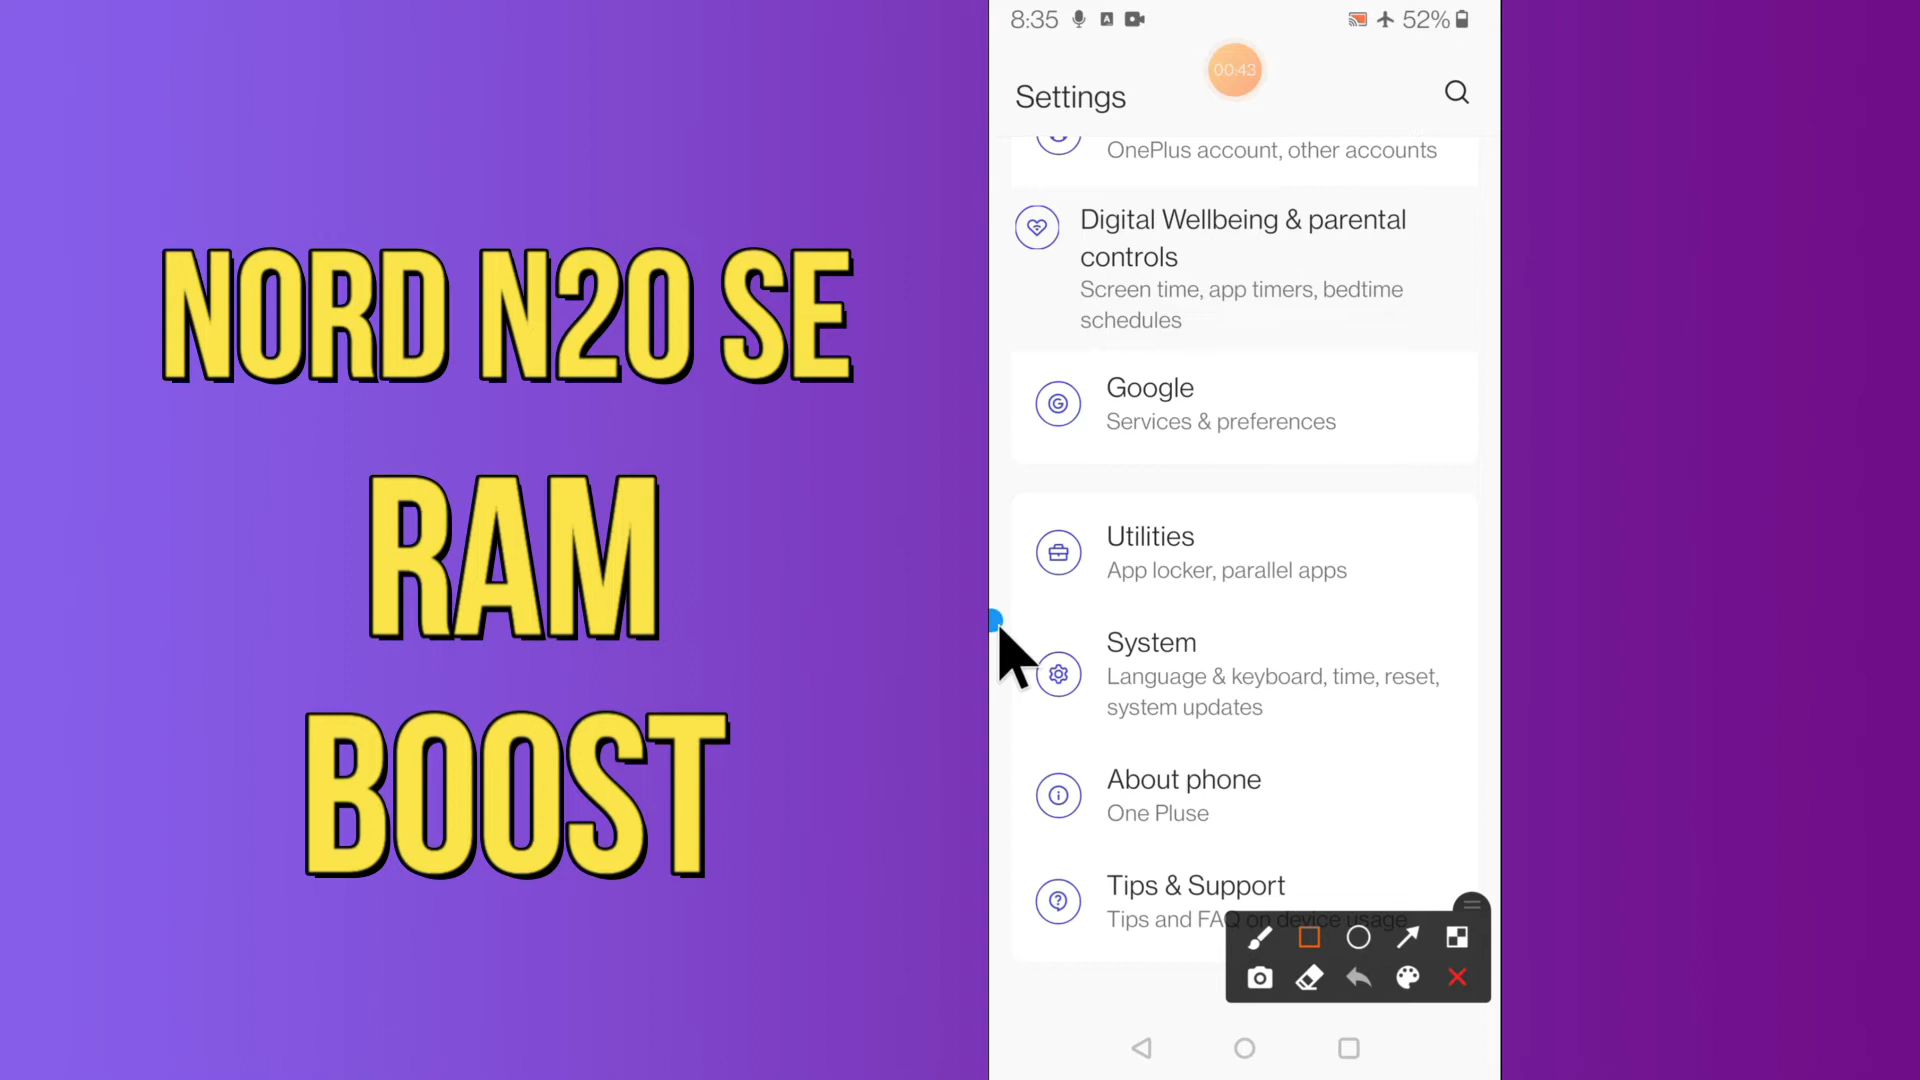 NORD N20 SE
RAM
BOOST
8:35
52%
00:43
Settings
OnePlus account, other accounts
Digital Wellbeing & parental
controls
Screen time, app timers, bedtime
schedules
Google
Services & preferences
Utilities
App locker, parallel apps
System
Language & keyboard, time, reset,
system updates
About phone
One Pluse
Tips & Support
Tips and FAQ on device usage